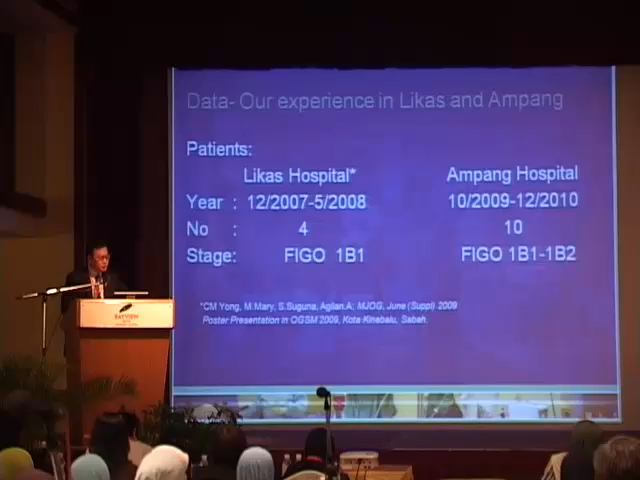 Data- Our experience in Likas and Ampang
Patients:
Likas Hospital* Ampang Hospital
Year : 12/2007-5/2008 10/2009-12/2010
No : 4 10
Stage: FIGO 1B1 FIGO 1B1-1B2
*CM Yong, M.Mary, S.Suguna, Agilan.A; MJOG, June (Suppl) 2009
Poster Presentation in OGSM 2009, Kota Kinabalu, Sabah.
BAYVIEW